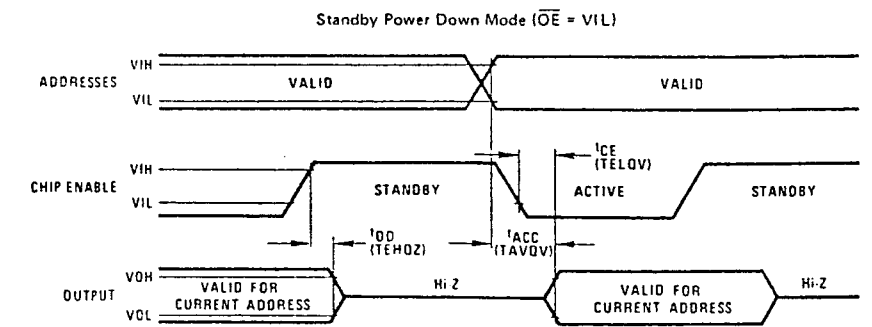 Standby Power Down Mode (OE = VIL)
VIH
ADDRESSES
VALID
VALID
VIL
tCE
(TELQV)
VIH
CHIP ENABLE
STANDBY
ACTIVE
STANDBY
VIL
tOD
(TEHQZ)
tACC
(TAVQV)
VOH
OUTPUT
VALID FOR
CURRENT ADDRESS
Hi-Z
VALID FOR
CURRENT ADDRESS
Hi-Z
VOL